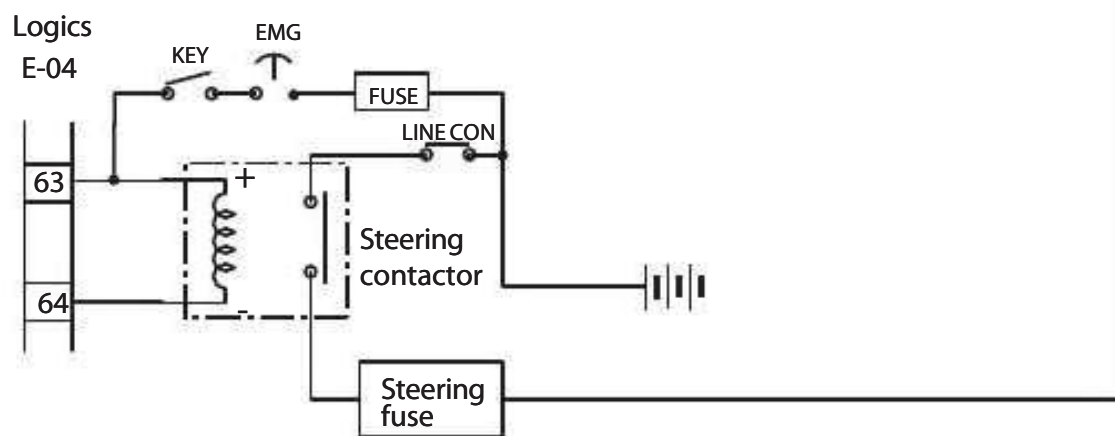 Logics
E-04
KEY
EMG
FUSE
LINE CON
63
+
Steering
contactor
64
-
Steering
fuse